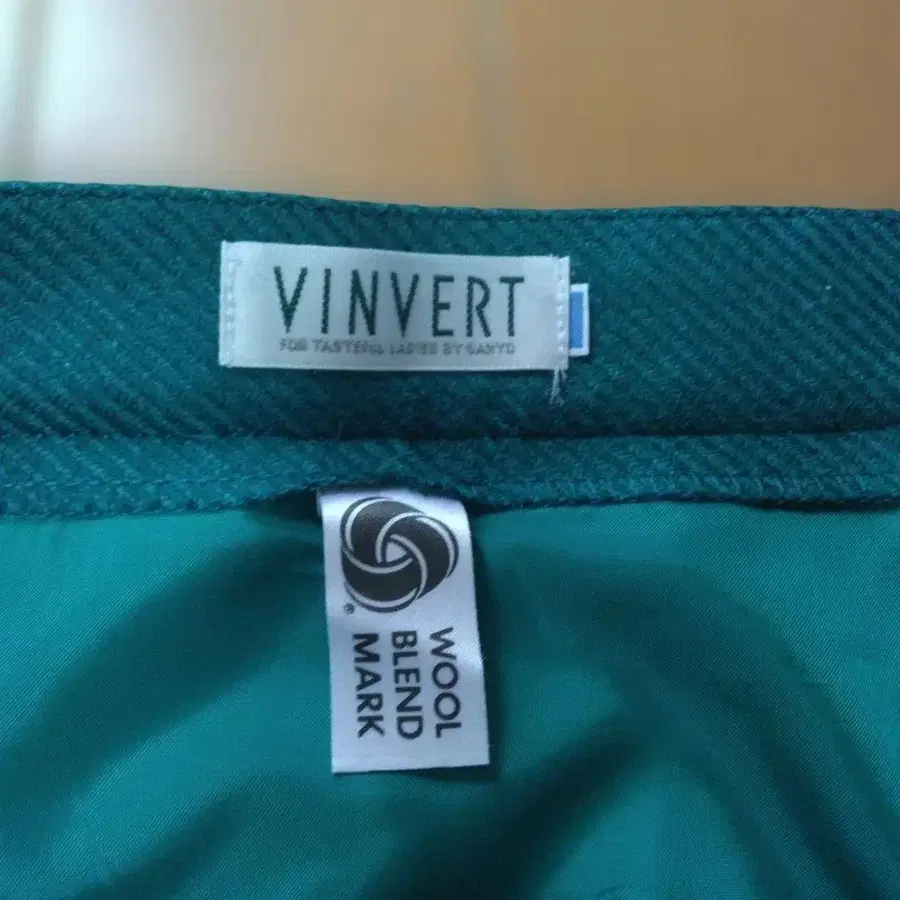 VINVERT
FOR TASTEFUL LADIES BY SANYO
WOOL
BLEND
MARK
®